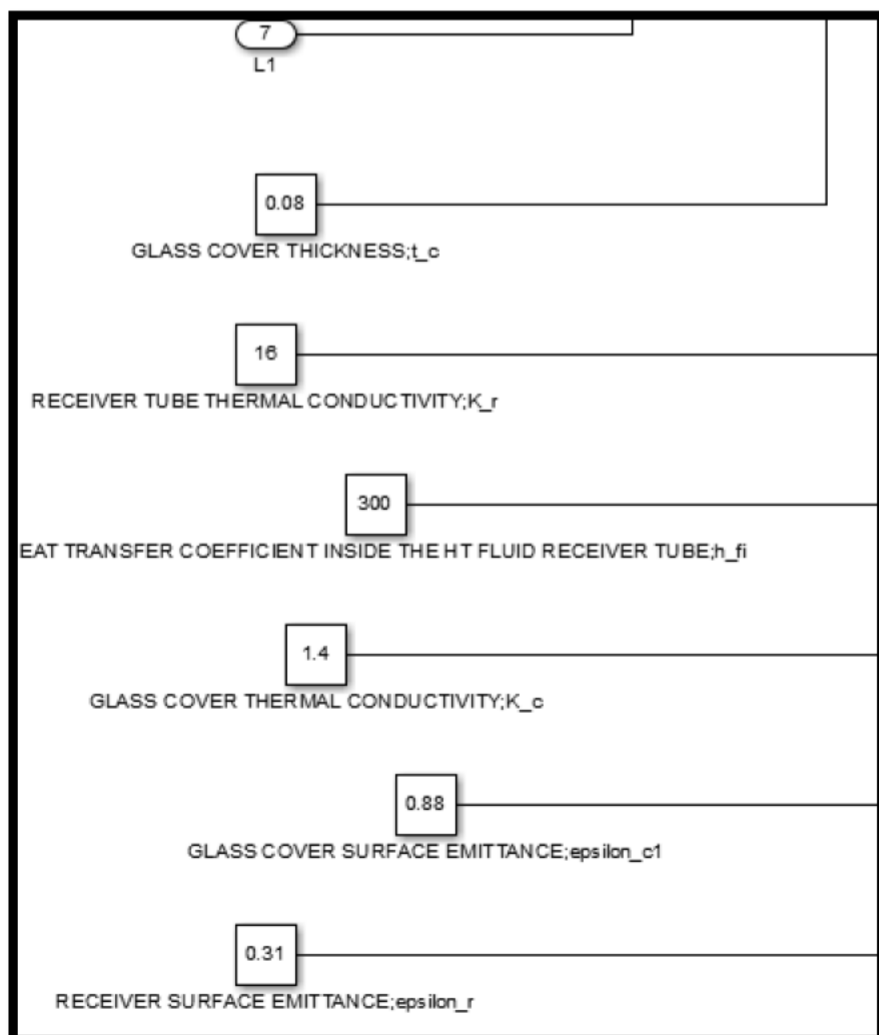 7
L1
0.08
GLASS COVER THICKNESS;t_c
16
RECEIVER TUBE THERMAL CONDUCTIVITY;K_r
300
EAT TRANSFER COEFFICIENT INSIDE THE HT FLUID RECEIVER TUBE;h_fi
1.4
GLASS COVER THERMAL CONDUCTIVITY;K_c
0.88
GLASS COVER SURFACE EMITTANCE;epsilon_c1
0.31
RECEIVER SURFACE EMITTANCE;epsilon_r